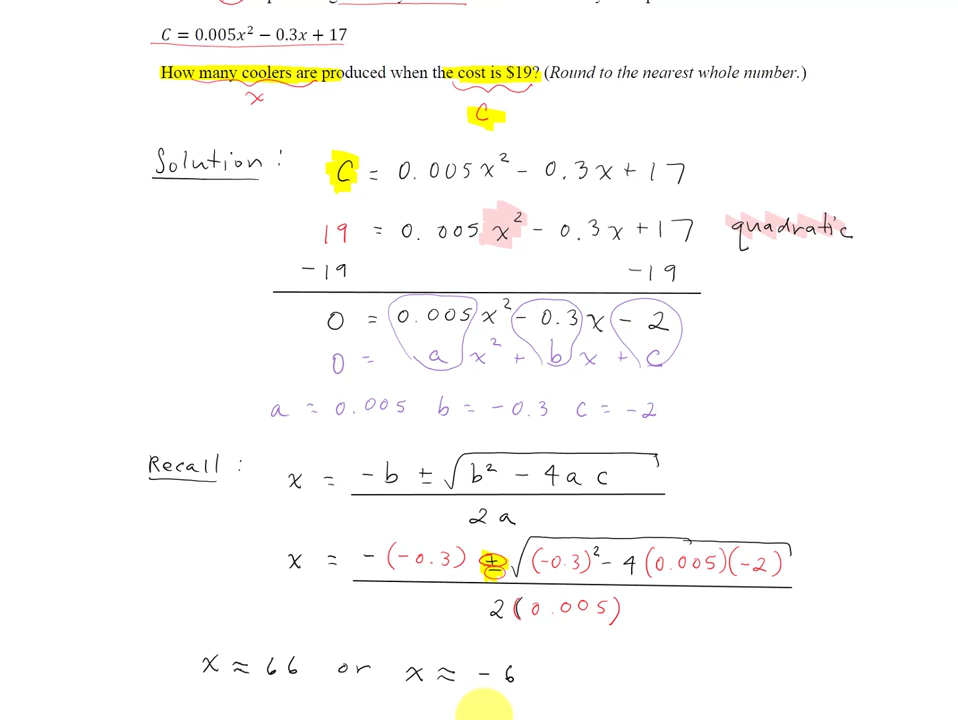 C = 0.005x² − 0.3x + 17
How many coolers are produced when the cost is $19? (Round to the nearest whole number.)
x
C
Solution:
C = 0.005x² − 0.3x + 17
19 = 0.005x² − 0.3x + 17 quadratic
−19 −19
0 = 0.005x² − 0.3x − 2
0 = a x² + b x + c
a = 0.005 b = −0.3 c = −2
Recall: x = −b ± √b² − 4ac
2a
x = −(−0.3) ± √(−0.3)² − 4(0.005)(−2)
2(0.005)
x ≈ 66 or x ≈ −6